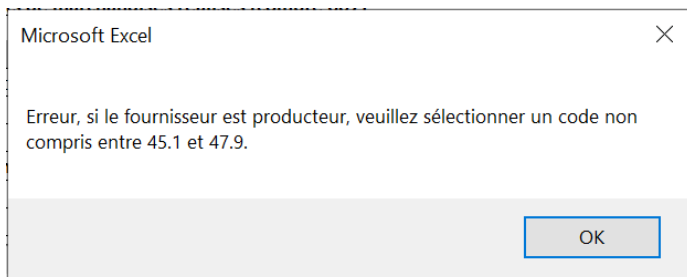 Microsoft Excel
Erreur, si le fournisseur est producteur, veuillez sélectionner un code non
compris entre 45.1 et 47.9.
OK